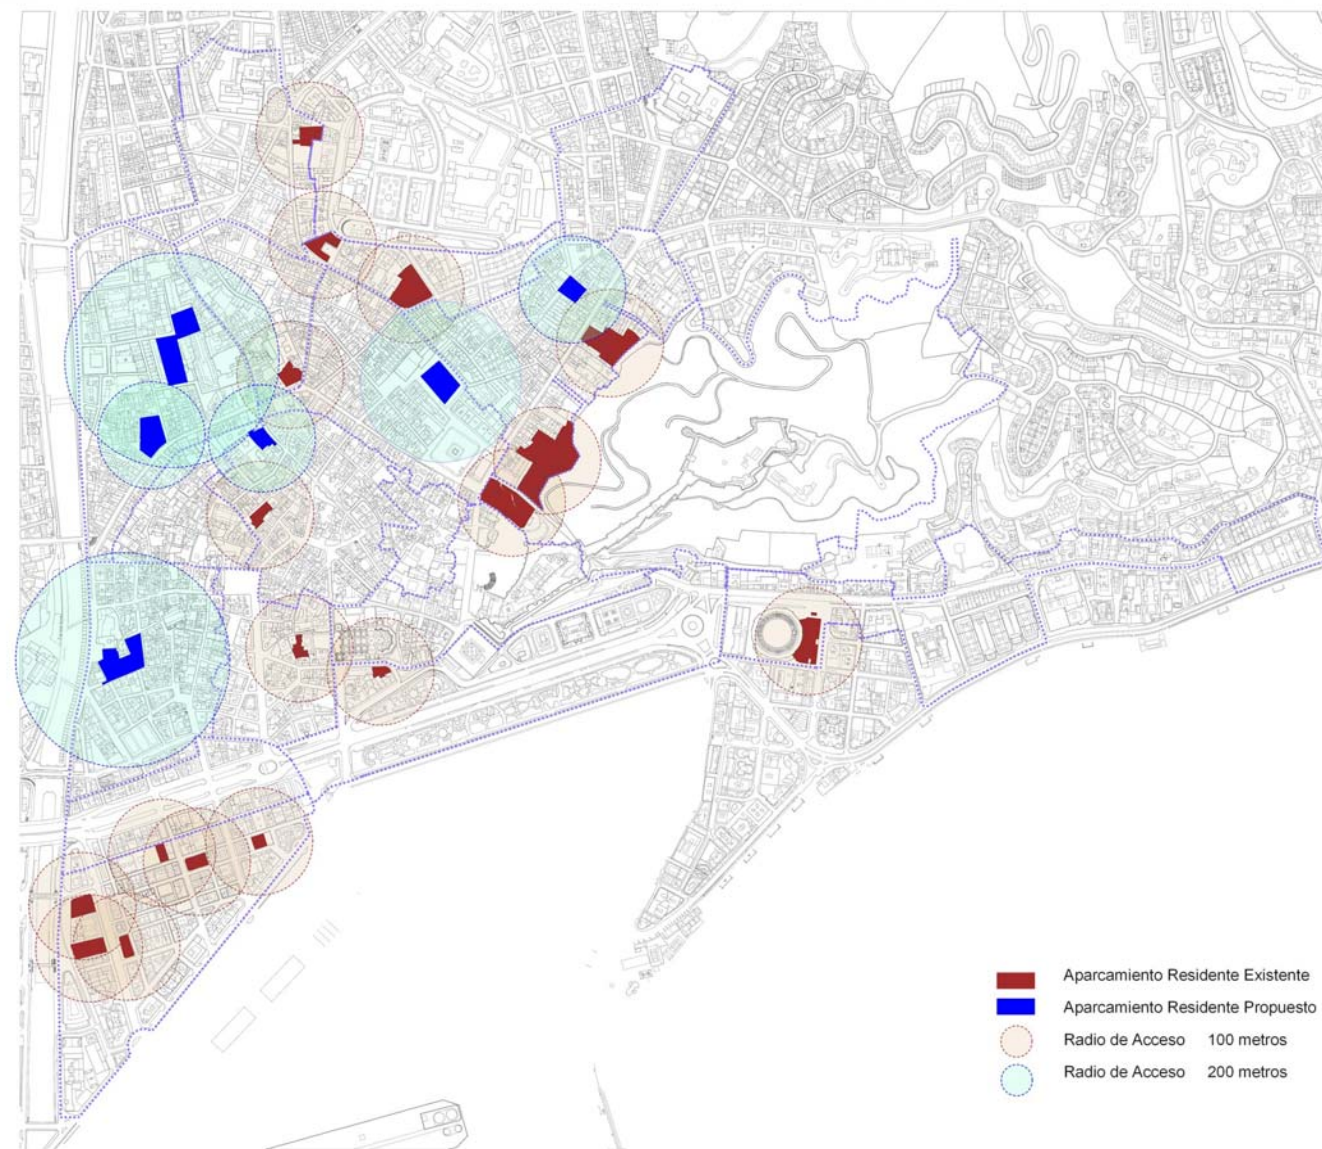 Aparcamiento Residente Existente
Aparcamiento Residente Propuesto
Radio de Acceso 100 metros
Radio de Acceso 200 metros